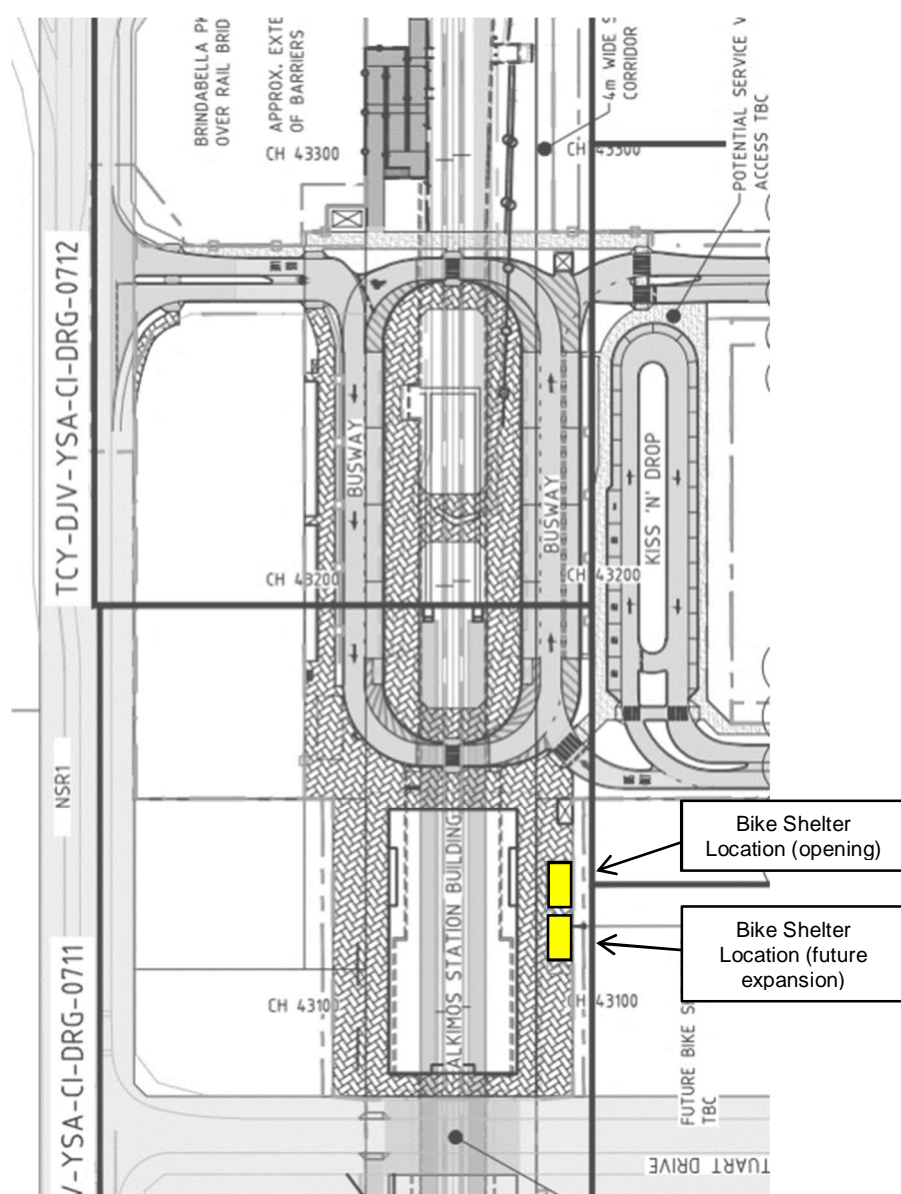 BRINDABELLA P
OVER RAIL BRID
APPROX. EXTE
OF BARRIERS
CH 43300
4m WIDE S
CORRIDOR
CH 43300
POTENTIAL SERVICE V
ACCESS TBC
TCY-DJV-YSA-CI-DRG-0712
BUSWAY
BUSWAY
KISS 'N' DROP
CH 43200
CH 43200
NSR1
Bike Shelter
Location (opening)
ALKIMOS STATION BUILDING
Bike Shelter
Location (future
expansion)
CH 43100
CH 43100
-YSA-CI-DRG-0711
FUTURE BIKE S
TBC
TUART DRIVE